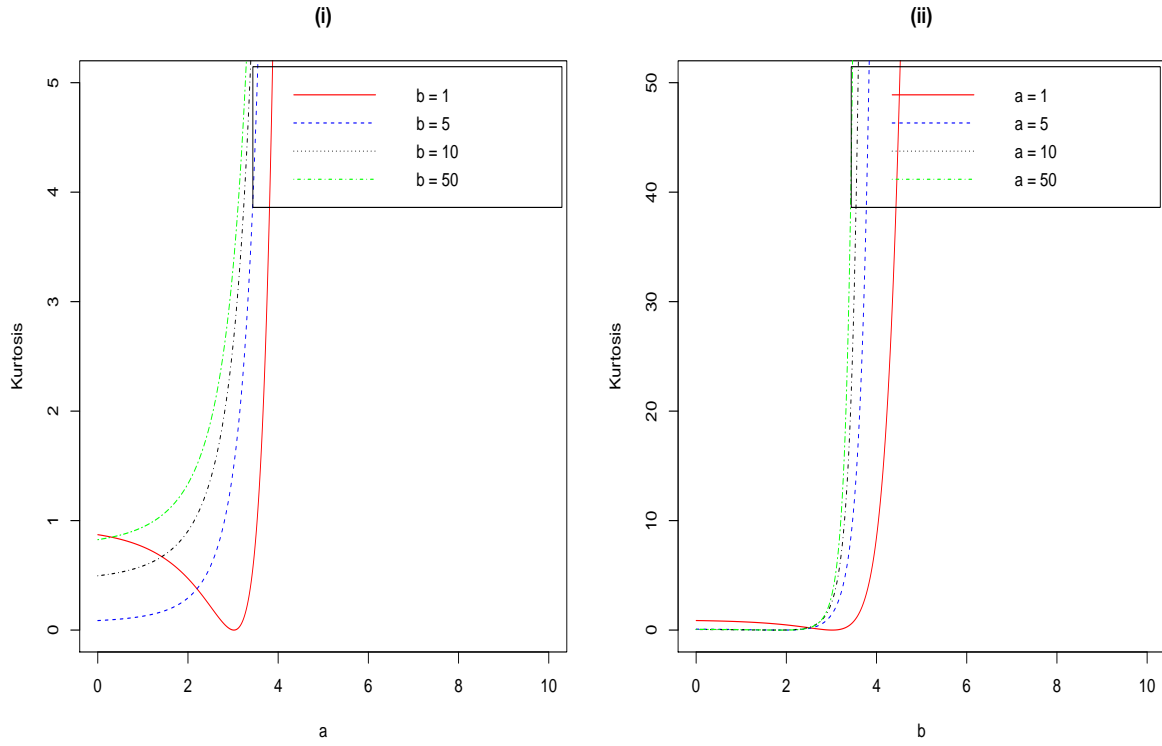 (i)
Kurtosis
5
4
3
2
1
0
b = 1
b = 5
b = 10
b = 50
0 2 4 6 8 10
a
(ii)
Kurtosis
50
40
30
20
10
0
a = 1
a = 5
a = 10
a = 50
0 2 4 6 8 10
b